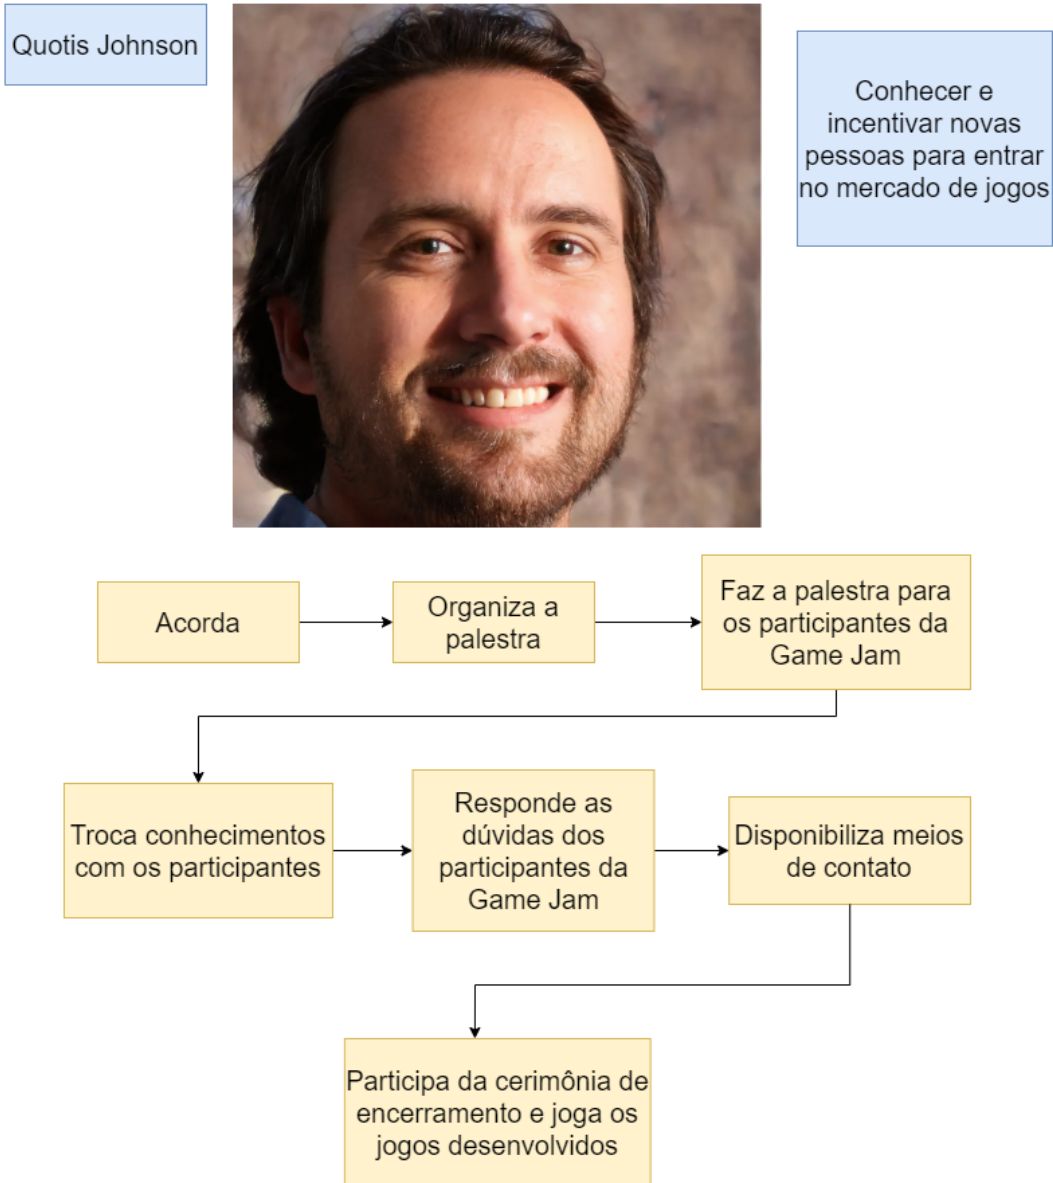 Quotis Johnson
Conhecer e
incentivar novas
pessoas para entrar
no mercado de jogos
Acorda
Organiza a
palestra
Faz a palestra para
os participantes da
Game Jam
Troca conhecimentos
com os participantes
Responde as
dúvidas dos
participantes da
Game Jam
Disponibiliza meios
de contato
Participa da cerimônia de
encerramento e joga os
jogos desenvolvidos